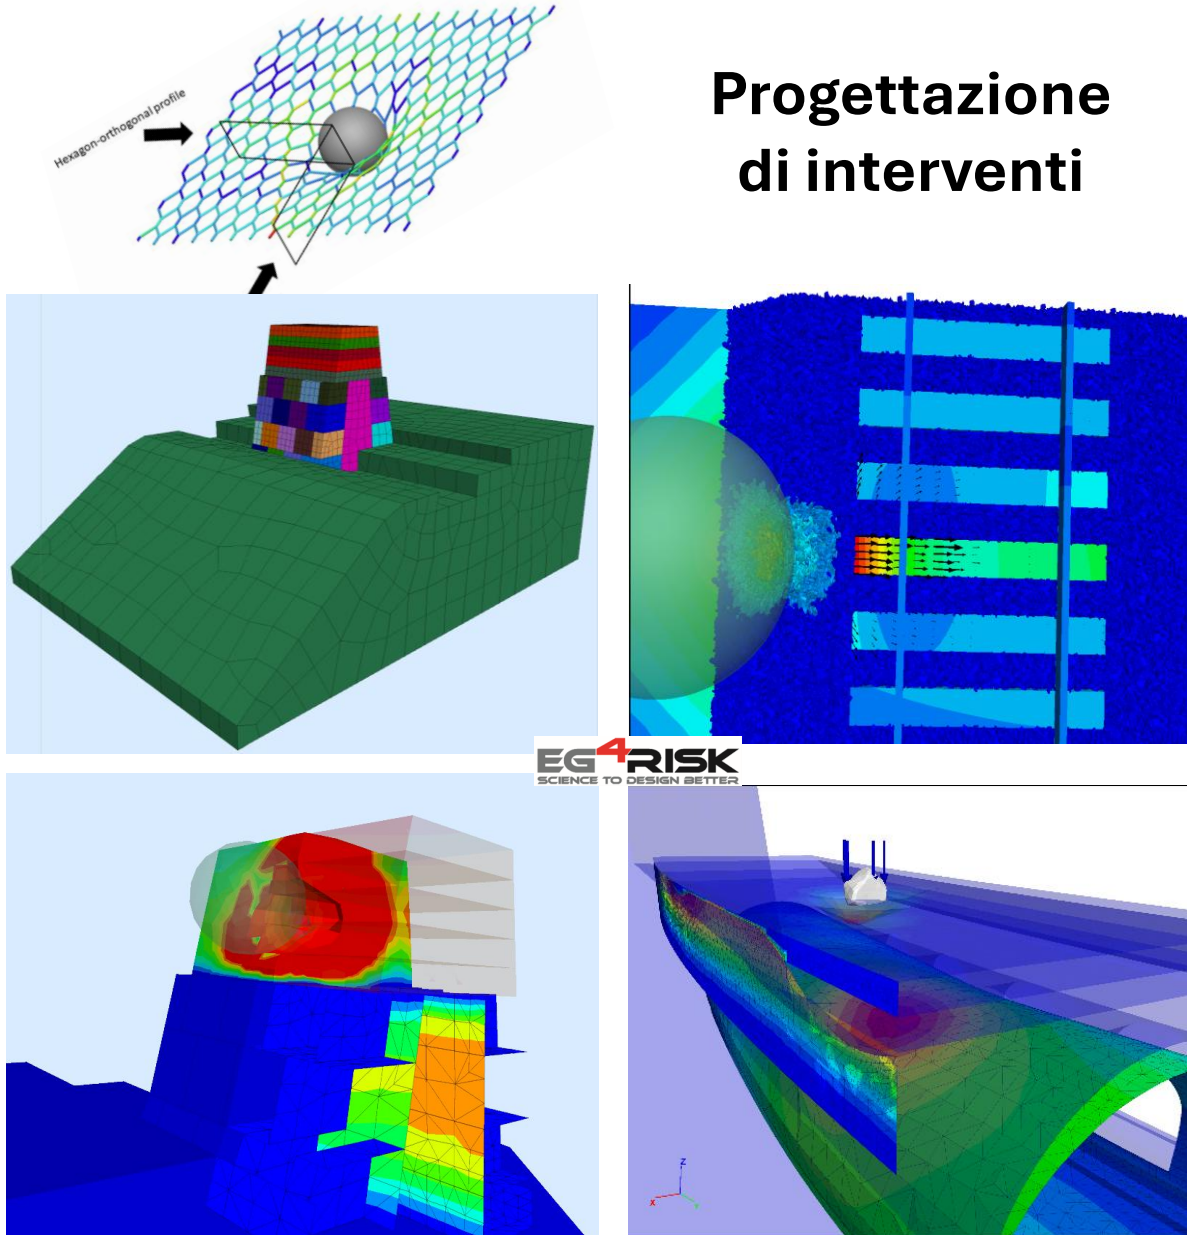 Hexagon-orthogonal profile
Progettazione
di interventi
EG4RISK
SCIENCE TO DESIGN BETTER
Z
X
Y